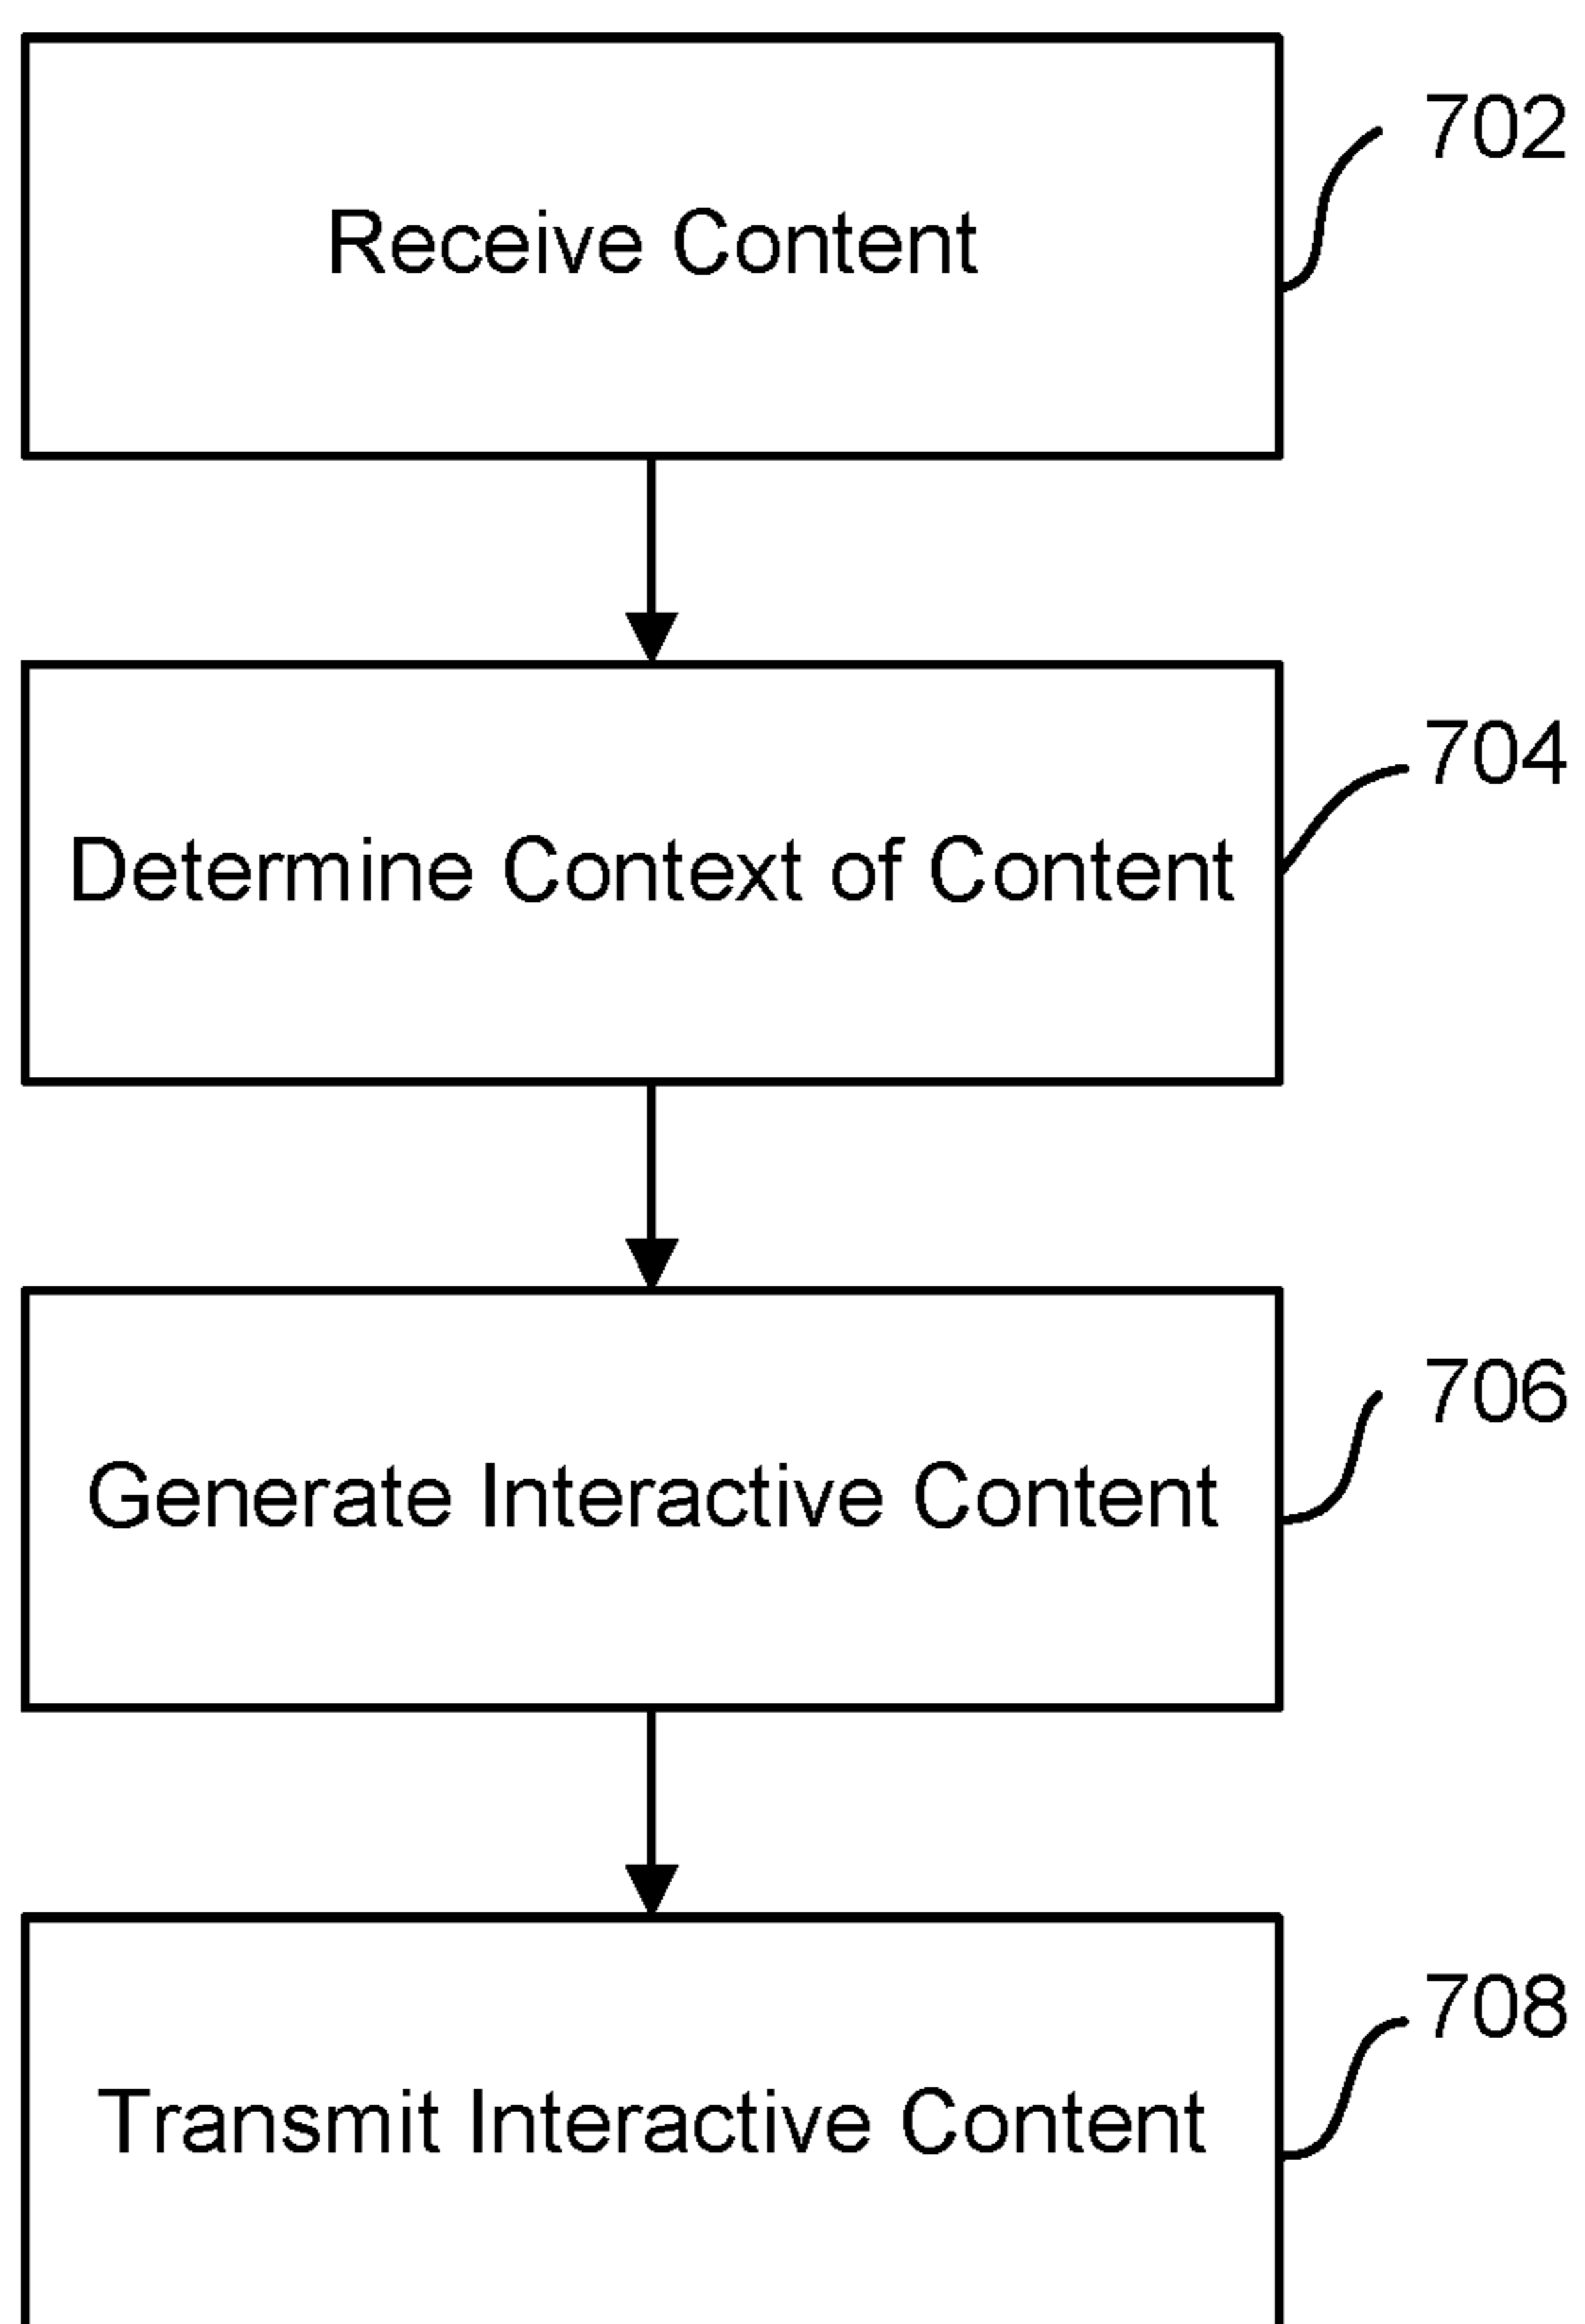 702
Receive Content
704
Determine Context of Content
706
Generate Interactive Content
708
Transmit Interactive Content